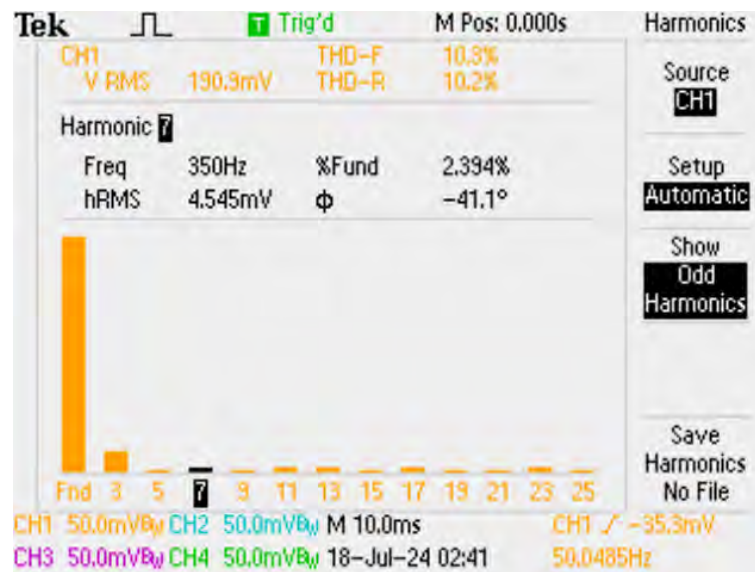 Tek T Trig'd M Pos: 0.000s Harmonics
CH1 THD-F 10.3%
V RMS 190.9mV THD-R 10.2%
Source
CH1
Harmonic 7
Freq 350Hz %Fund 2.394%
hRMS 4.545mV ϕ -41.1°
Setup
Automatic
Show
Odd
Harmonics
Save
Harmonics
No File
Fnd 3 5 7 9 11 13 15 17 19 21 23 25
CH1 50.0mVBW CH2 50.0mVBW M 10.0ms CH1 -35.3mV
CH3 50.0mVBW CH4 50.0mVBW 18-Jul-24 02:41 50.0485Hz